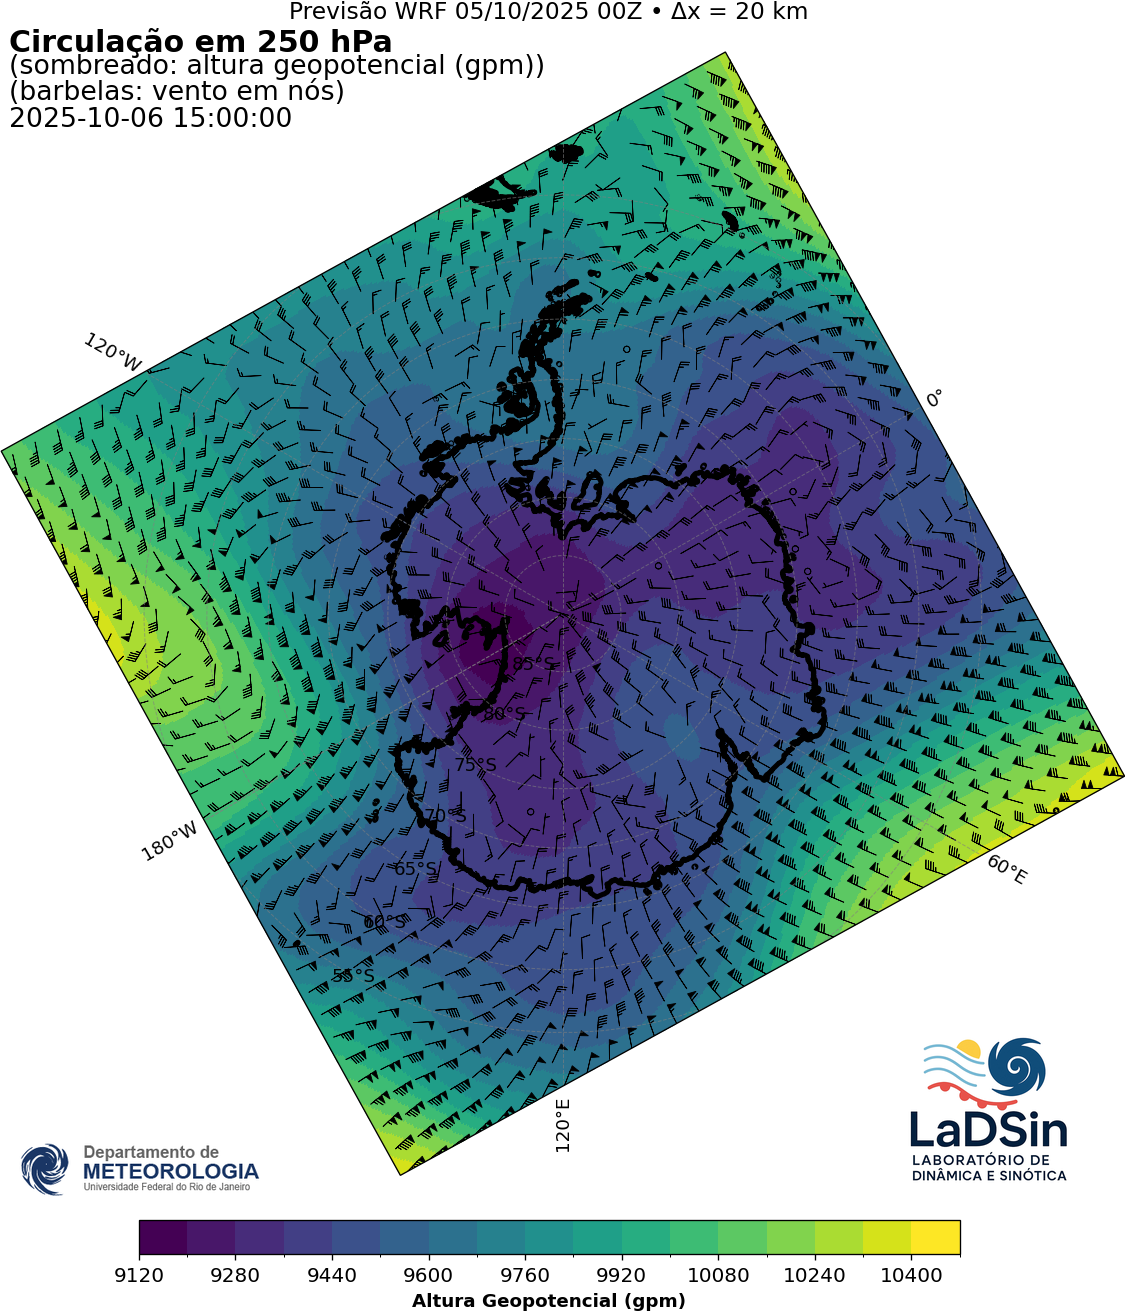 Previsão WRF 05/10/2025 00Z • Δx = 20 km
Circulação em 250 hPa
(sombreado: altura geopotencial (gpm))
(barbelas: vento em nós)
2025-10-06 15:00:00
120°W
0°
85°S
80°S
75°S
70°S
180°W
60°E
65°S
60°S
55°S
120°E
LaDSin
LABORATÓRIO DE
DINÂMICA E SINÓTICA
Departamento de
METEOROLOGIA
Universidade Federal do Rio de Janeiro
9120 9280 9440 9600 9760 9920 10080 10240 10400
Altura Geopotencial (gpm)